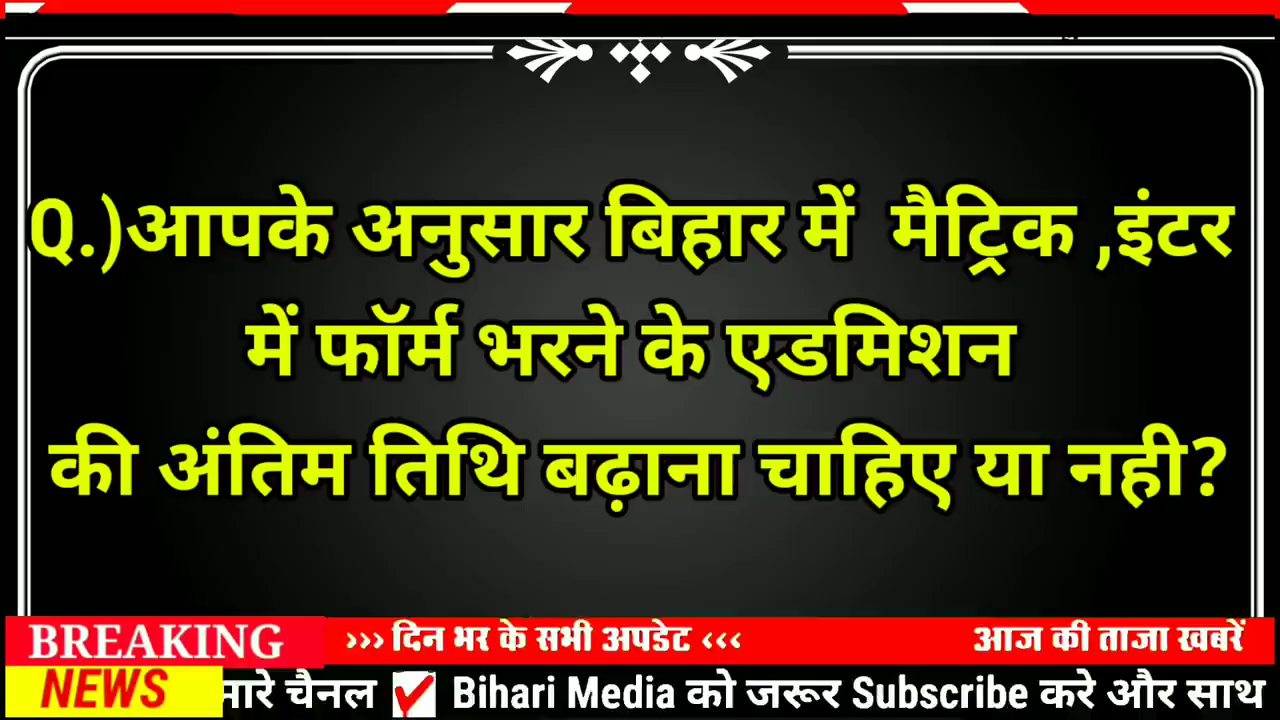 Q.)आपके अनुसार बिहार में मैट्रिक ,इंटर
में फॉर्म भरने के एडमिशन
की अंतिम तिथि बढ़ाना चाहिए या नही?
BREAKING
››› दिन भर के सभी अपडेट ‹‹‹ आज की ताजा खबरें
NEWS
चैनल ✔ Bihari Media को जरूर Subscribe करे और साथ